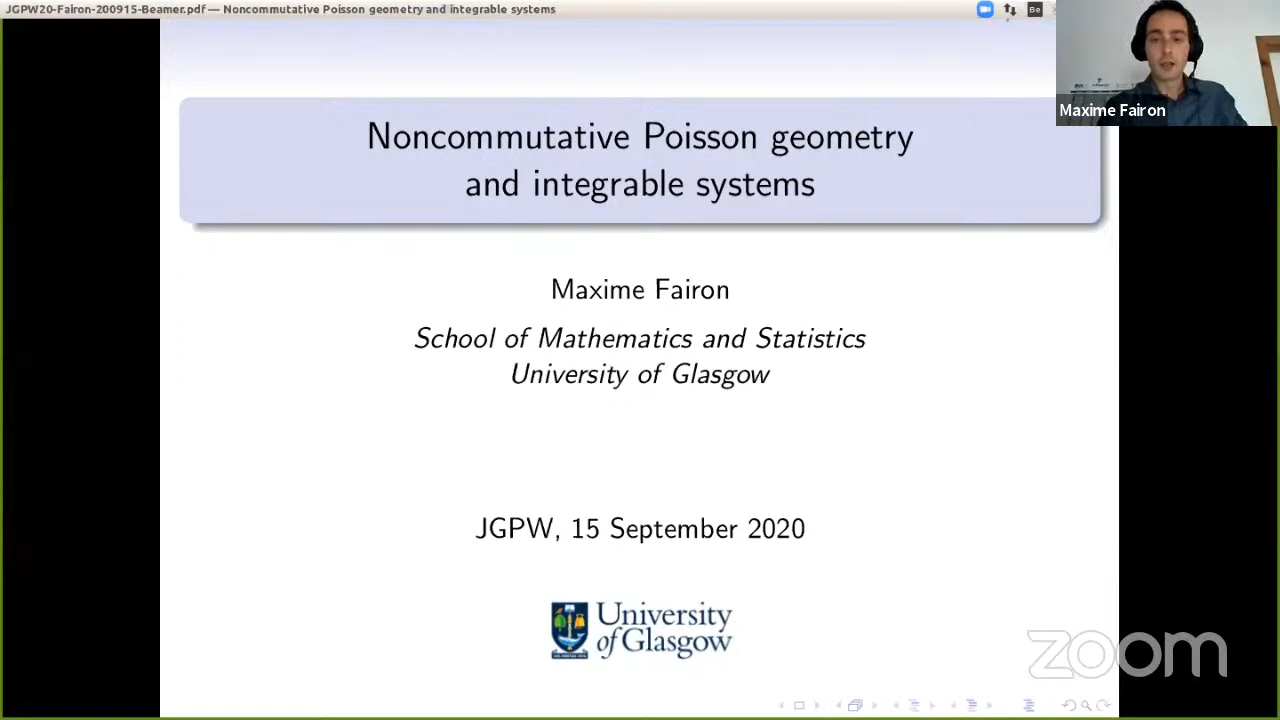 JGPW20-Fairon-200915-Beamer.pdf — Noncommutative Poisson geometry and integrable systems
Be
Maxime Fairon
Noncommutative Poisson geometry
and integrable systems
Maxime Fairon
School of Mathematics and Statistics
University of Glasgow
JGPW, 15 September 2020
University
of Glasgow
zoom